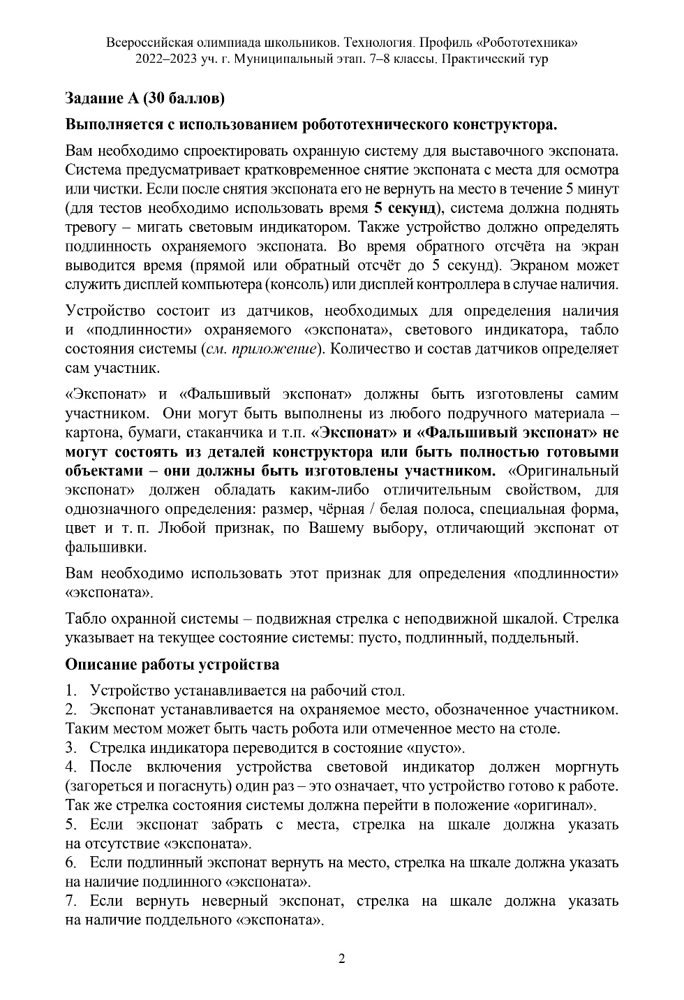 Всероссийская олимпиада школьников. Технология. Профиль «Робототехника»
2022–2023 уч. г. Муниципальный этап. 7–8 классы. Практический тур
Задание А (30 баллов)
Выполняется с использованием робототехнического конструктора.
Вам необходимо спроектировать охранную систему для выставочного экспоната.
Система предусматривает кратковременное снятие экспоната с места для осмотра
или чистки. Если после снятия экспоната его не вернуть на место в течение 5 минут
(для тестов необходимо использовать время 5 секунд), система должна поднять
тревогу – мигать световым индикатором. Также устройство должно определять
подлинность охраняемого экспоната. Во время обратного отсчёта на экран
выводится время (прямой или обратный отсчёт до 5 секунд). Экраном может
служить дисплей компьютера (консоль) или дисплей контроллера в случае наличия.
Устройство состоит из датчиков, необходимых для определения наличия
и «подлинности» охраняемого «экспоната», светового индикатора, табло
состояния системы (см. приложение). Количество и состав датчиков определяет
сам участник.
«Экспонат» и «Фальшивый экспонат» должны быть изготовлены самим
участником. Они могут быть выполнены из любого подручного материала –
картона, бумаги, стаканчика и т.п. «Экспонат» и «Фальшивый экспонат» не
могут состоять из деталей конструктора или быть полностью готовыми
объектами – они должны быть изготовлены участником. «Оригинальный
экспонат» должен обладать каким-либо отличительным свойством, для
однозначного определения: размер, чёрная / белая полоса, специальная форма,
цвет и т. п. Любой признак, по Вашему выбору, отличающий экспонат от
фальшивки.
Вам необходимо использовать этот признак для определения «подлинности»
«экспоната».
Табло охранной системы – подвижная стрелка с неподвижной шкалой. Стрелка
указывает на текущее состояние системы: пусто, подлинный, поддельный.
Описание работы устройства
1. Устройство устанавливается на рабочий стол.
2. Экспонат устанавливается на охраняемое место, обозначенное участником.
Таким местом может быть часть робота или отмеченное место на столе.
3. Стрелка индикатора переводится в состояние «пусто».
4. После включения устройства световой индикатор должен моргнуть
(загореться и погаснуть) один раз – это означает, что устройство готово к работе.
Так же стрелка состояния системы должна перейти в положение «оригинал».
5. Если экспонат забрать с места, стрелка на шкале должна указать
на отсутствие «экспоната».
6. Если подлинный экспонат вернуть на место, стрелка на шкале должна указать
на наличие подлинного «экспоната».
7. Если вернуть неверный экспонат, стрелка на шкале должна указать
на наличие поддельного «экспоната».
2